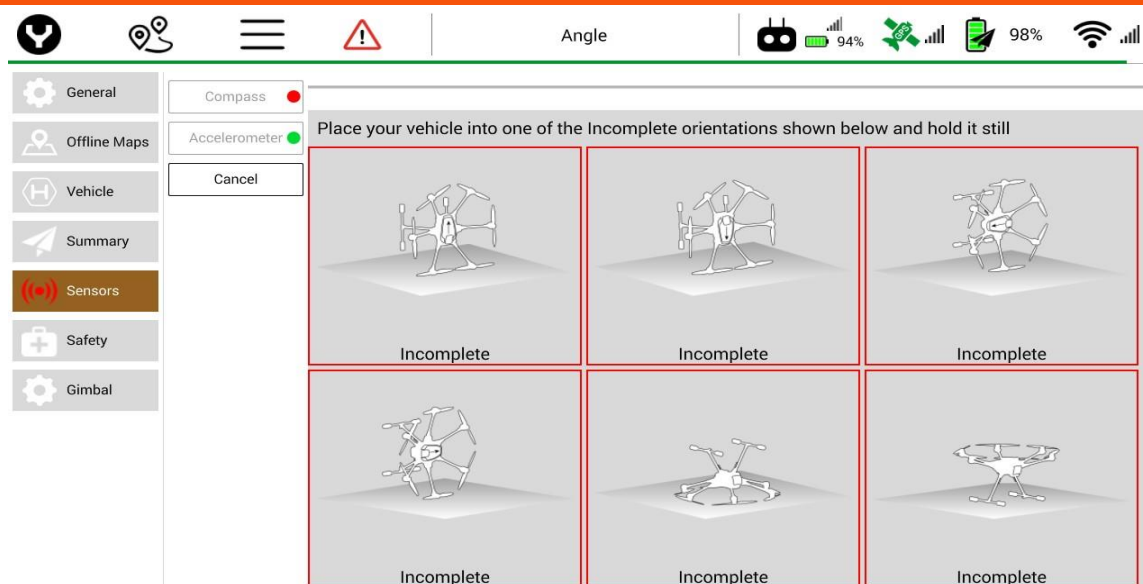 Angle
94%
GPS
98%
General
Offline Maps
Vehicle
Summary
Sensors
Safety
Gimbal
Compass
Accelerometer
Cancel
Place your vehicle into one of the Incomplete orientations shown below and hold it still
Incomplete
Incomplete
Incomplete
Incomplete
Incomplete
Incomplete